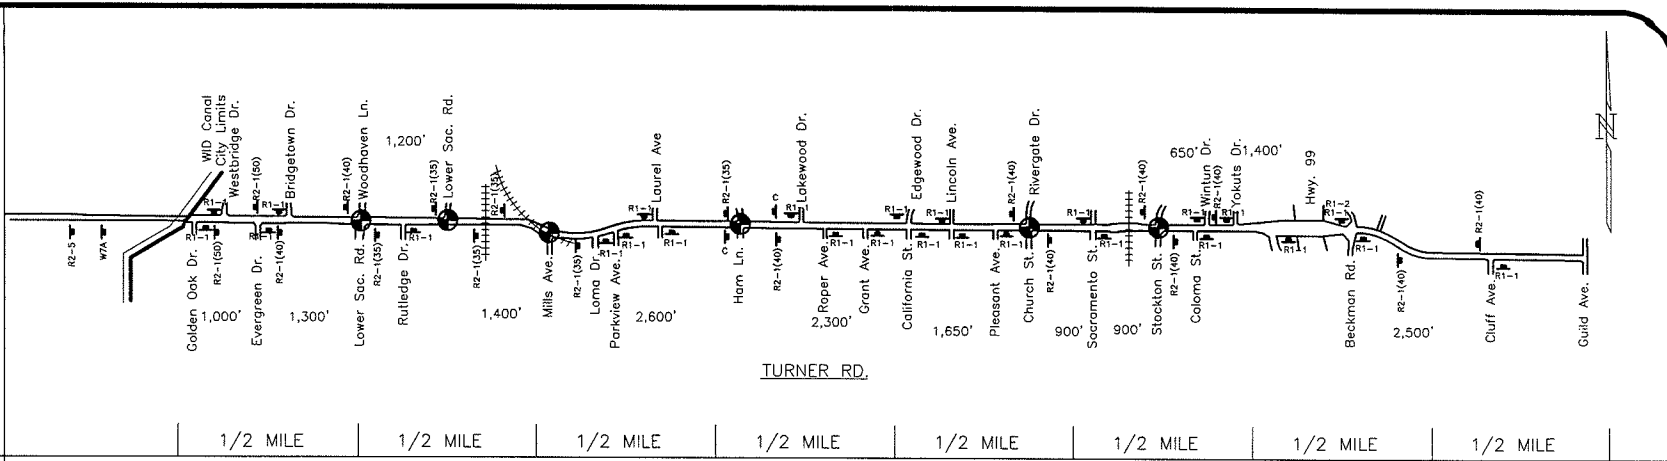 WID Canal
City Limits
Westbridge Dr.
R2-1(50)
Bridgetown Dr.
R2-1(40)
Woodhaven Ln.
1,200'
R2-1(35)
Lower Sac. Rd.
R2-1(35)
Laurel Ave
R2-1(35)
C
Lakewood Dr.
Edgewood Dr.
Lincoln Ave.
R2-1(40)
Rivergate Dr.
R2-1(40)
650'
Wintun Dr.
R2-1(40)
Yokuts Dr.
1,400'
Hwy. 99
R2-1(40)
N
R1-1
R1-1
R1-1
R1-1
R1-1
R1-1
R1-1
R1-1
R1-1
R1-2
R2-5
W7A
R1-1
Golden Oak Dr.
R2-1(50)
R1-1
Evergreen Dr.
R2-1(40)
Lower Sac. Rd.
R2-1(35)
Rutledge Dr.
R2-1(35)
Mills Ave.
R2-1(35)
Loma Dr.
R1-1
Parkview Ave.
R1-1
R1-1
C
Ham Ln.
R2-1(40)
Roper Ave.
R1-1
Grant Ave.
R1-1
California St.
R1-1
Pleasant Ave.
R1-1
Church St.
R2-1(40)
Sacramento St.
R1-1
Stockton St.
R2-1(40)
Coloma St.
R1-1
R1-1
Beckman Rd.
R1-1
R2-1(40)
Cluff Ave.
R1-1
Guild Ave.
1,000'
1,300'
1,400'
2,600'
2,300'
1,650'
900'
900'
2,500'
TURNER RD.
1/2 MILE
1/2 MILE
1/2 MILE
1/2 MILE
1/2 MILE
1/2 MILE
1/2 MILE
1/2 MILE